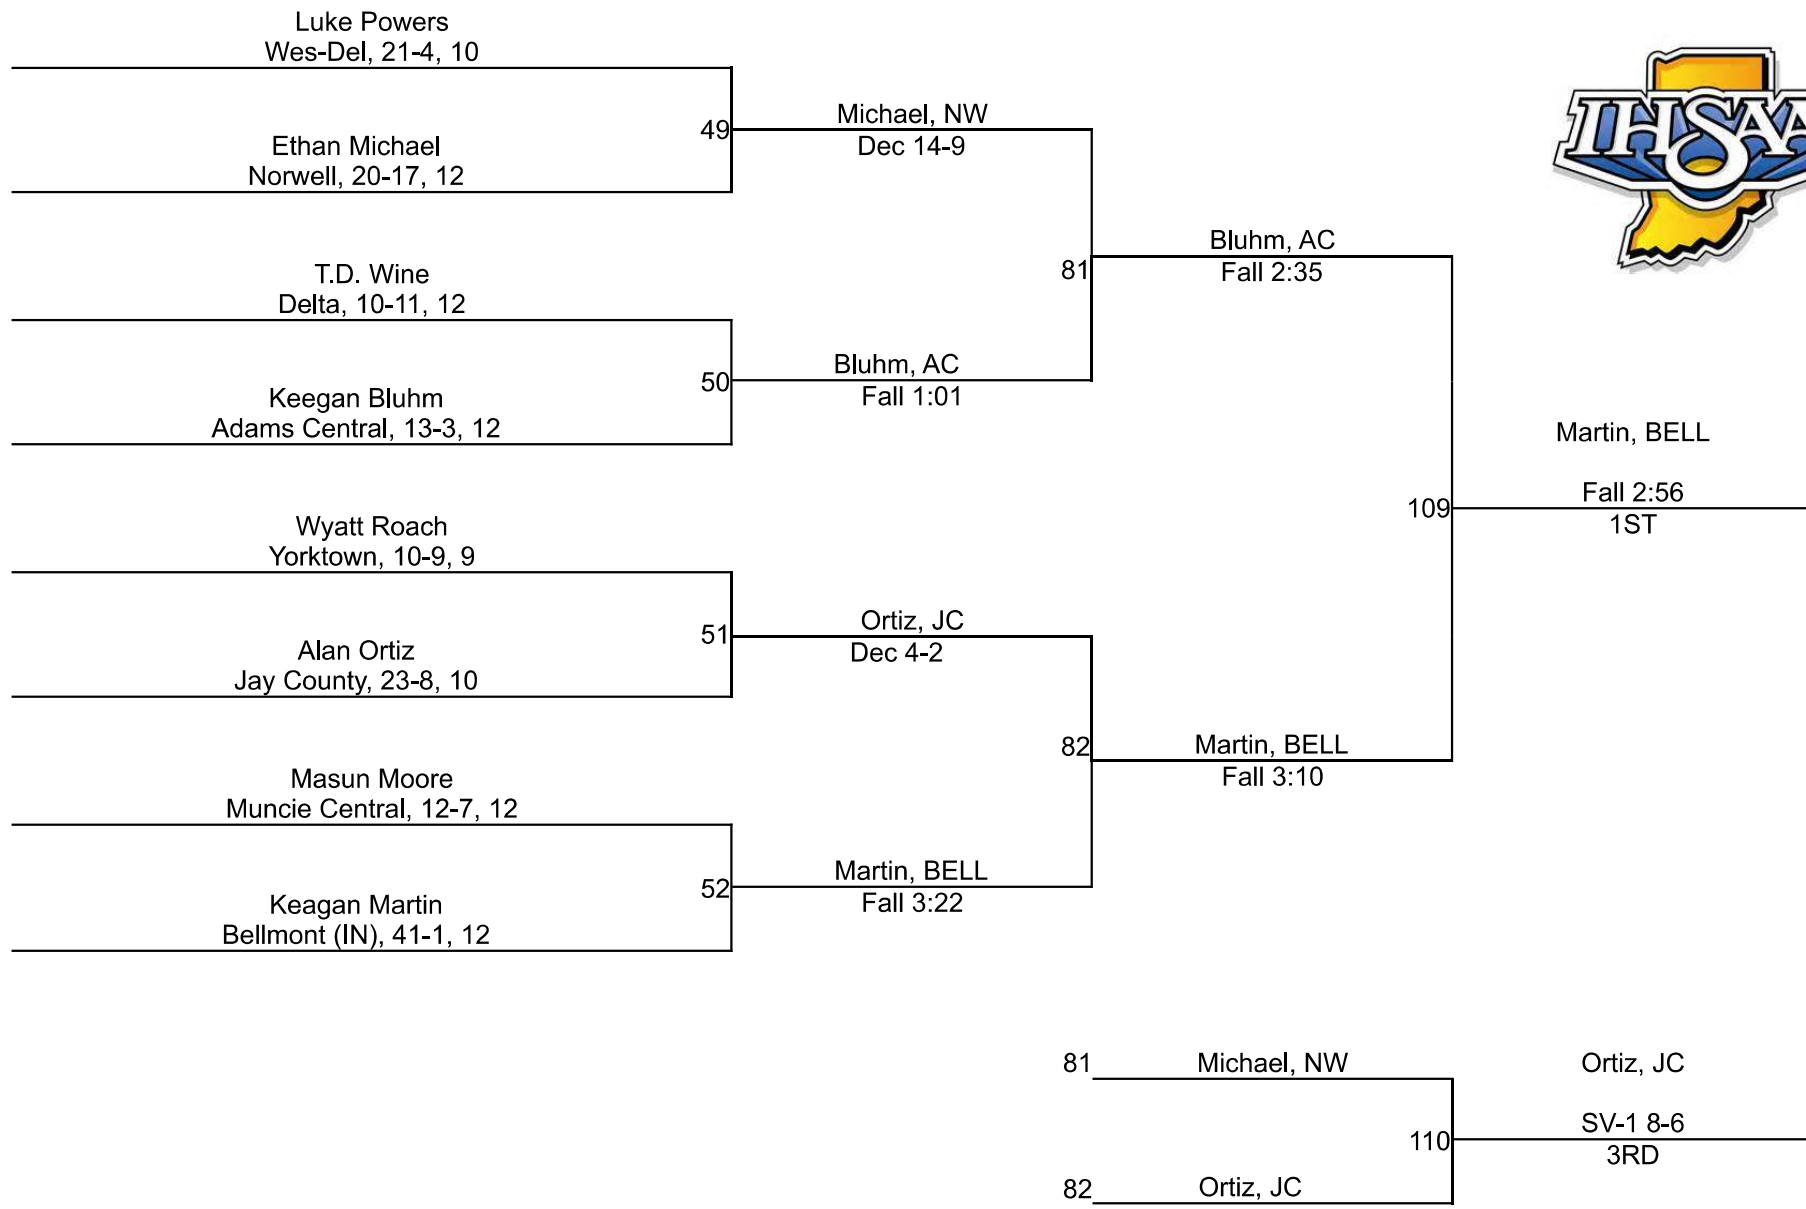 Luke Powers
Wes-Del, 21-4, 10
IHSAA
49
Michael, NW
Dec 14-9
Ethan Michael
Norwell, 20-17, 12
T.D. Wine
Delta, 10-11, 12
81
Bluhm, AC
Fall 2:35
50
Bluhm, AC
Fall 1:01
Keegan Bluhm
Adams Central, 13-3, 12
Martin, BELL
Fall 2:56
1ST
109
Wyatt Roach
Yorktown, 10-9, 9
51
Ortiz, JC
Dec 4-2
Alan Ortiz
Jay County, 23-8, 10
82
Martin, BELL
Fall 3:10
Masun Moore
Muncie Central, 12-7, 12
52
Martin, BELL
Fall 3:22
Keagan Martin
Bellmont (IN), 41-1, 12
81
Michael, NW
Ortiz, JC
SV-1 8-6
3RD
110
82
Ortiz, JC